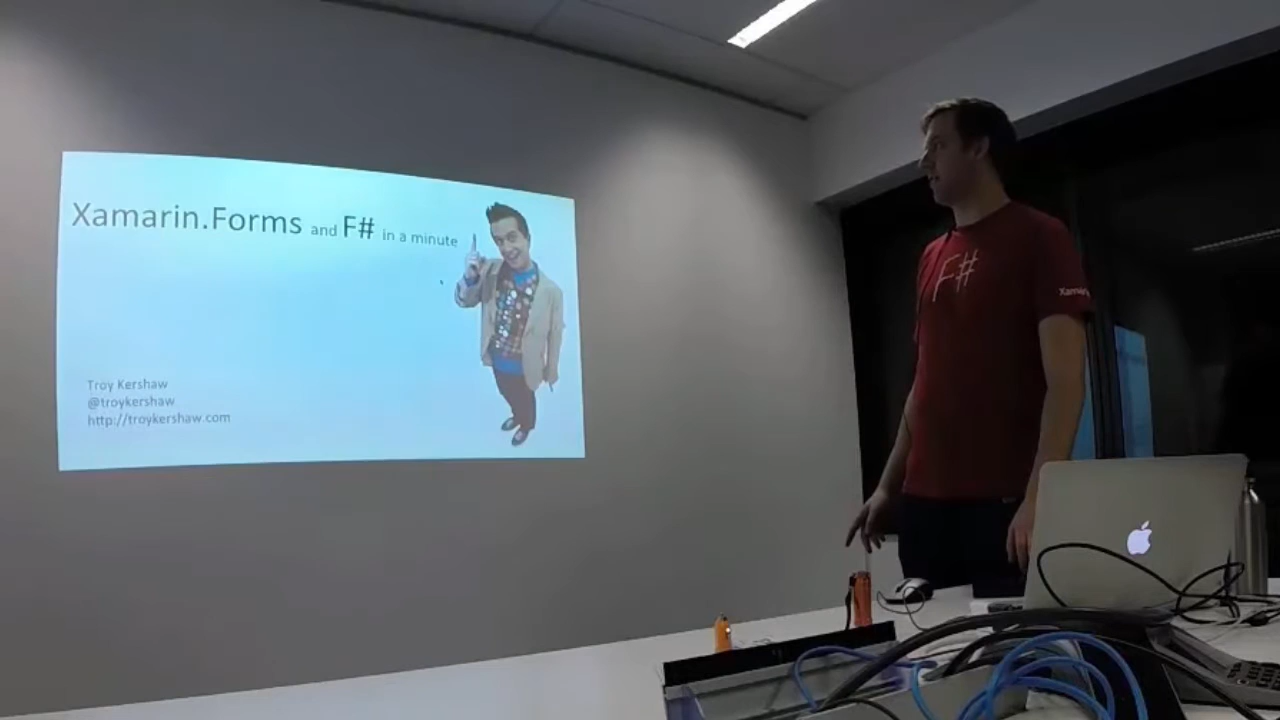 Xamarin.Forms and F# in a minute
Troy Kershaw
@troykershaw
http://troykershaw.com
F#